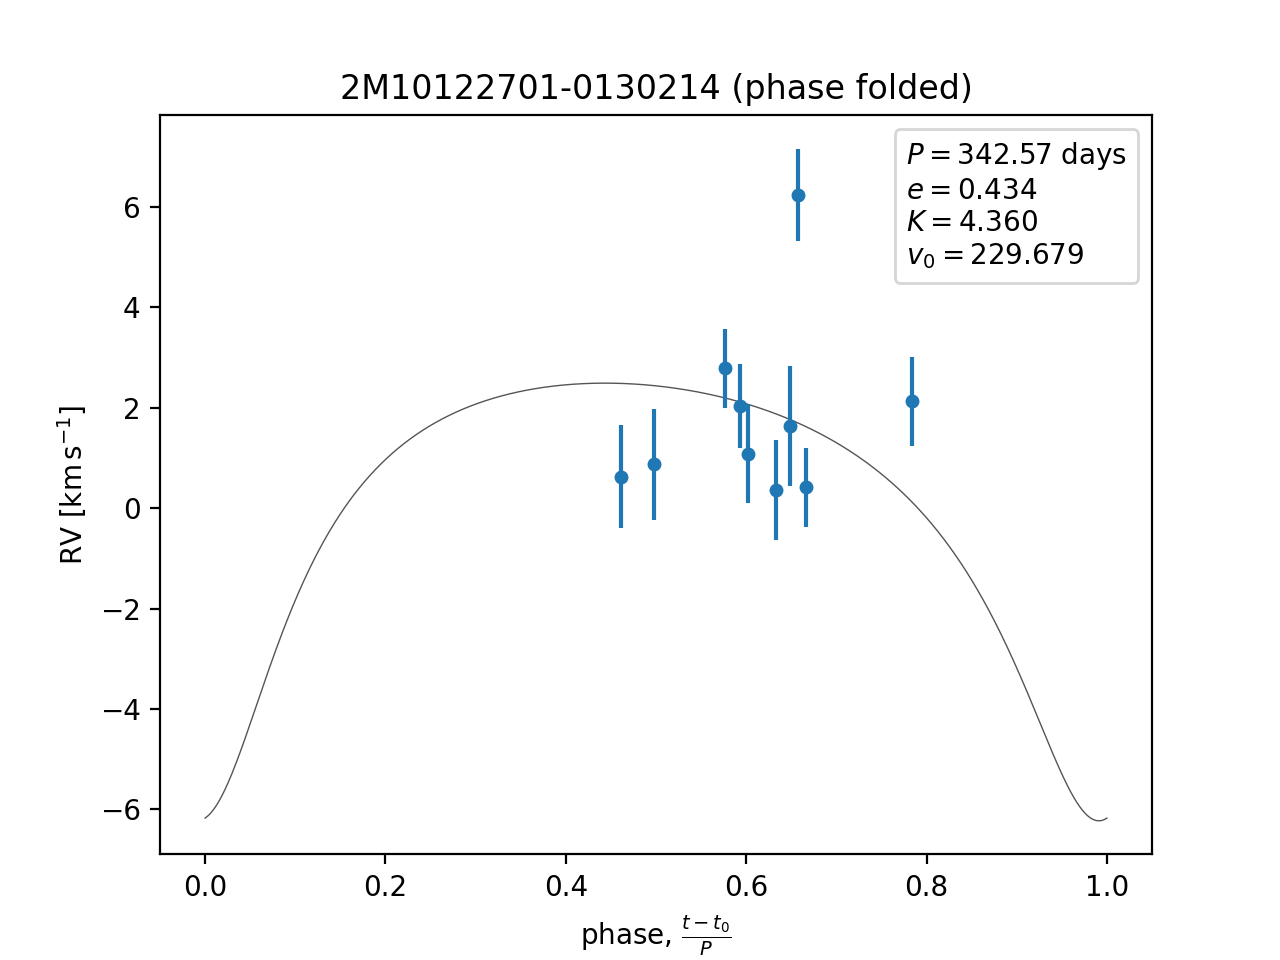 2M10122701-0130214 (phase folded)
P = 342.57 days
e = 0.434
K = 4.360
v₀ = 229.679
RV [km s⁻¹]
6
4
2
0
−2
−4
−6
0.0 0.2 0.4 0.6 0.8 1.0
phase, (t − t₀)/P